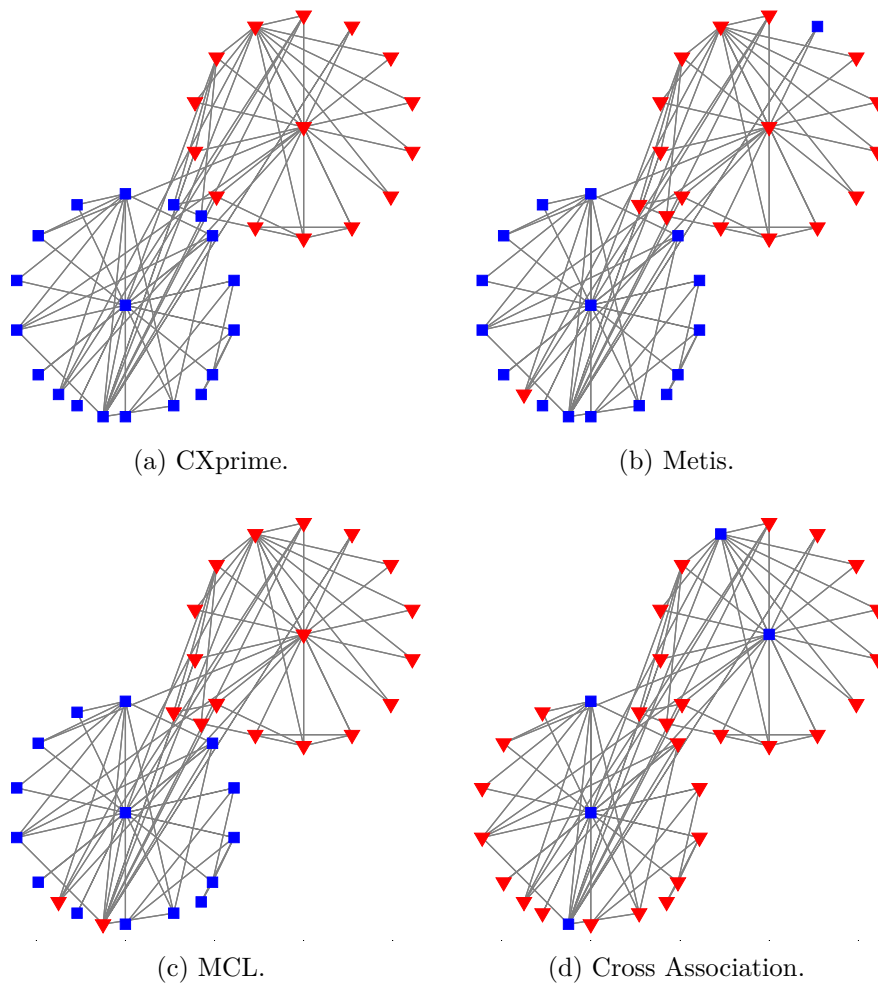 (a) CXprime.
(b) Metis.
(c) MCL.
(d) Cross Association.